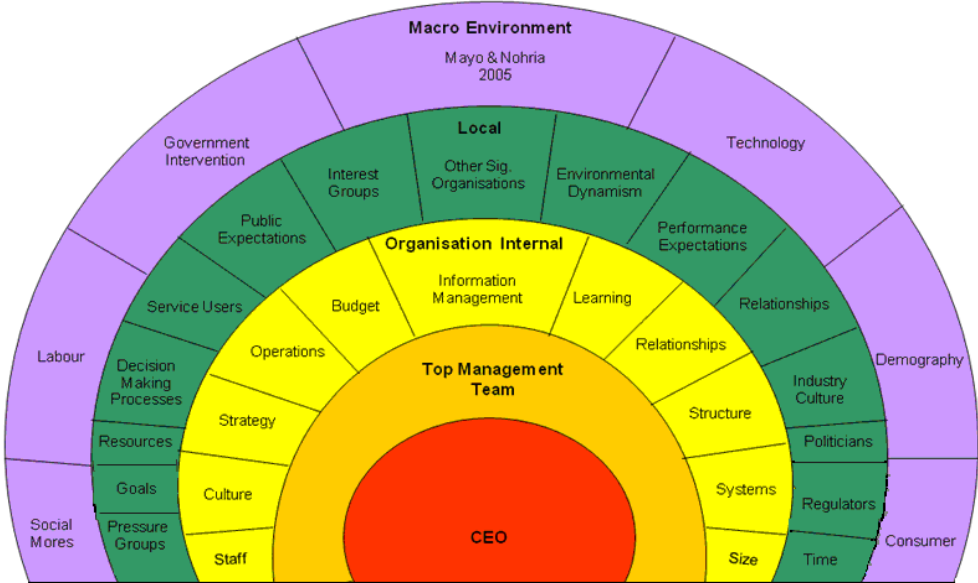 Macro Environment
Mayo & Nohria
2005
Government
Intervention
Technology
Labour
Demography
Social
Mores
Consumer
Local
Other Sig.
Organisations
Interest
Groups
Environmental
Dynamism
Public
Expectations
Performance
Expectations
Service Users
Relationships
Decision
Making
Processes
Industry
Culture
Resources
Politicians
Goals
Regulators
Pressure
Groups
Time
Organisation Internal
Information
Management
Budget
Learning
Operations
Relationships
Strategy
Structure
Culture
Systems
Staff
Size
Top Management
Team
CEO